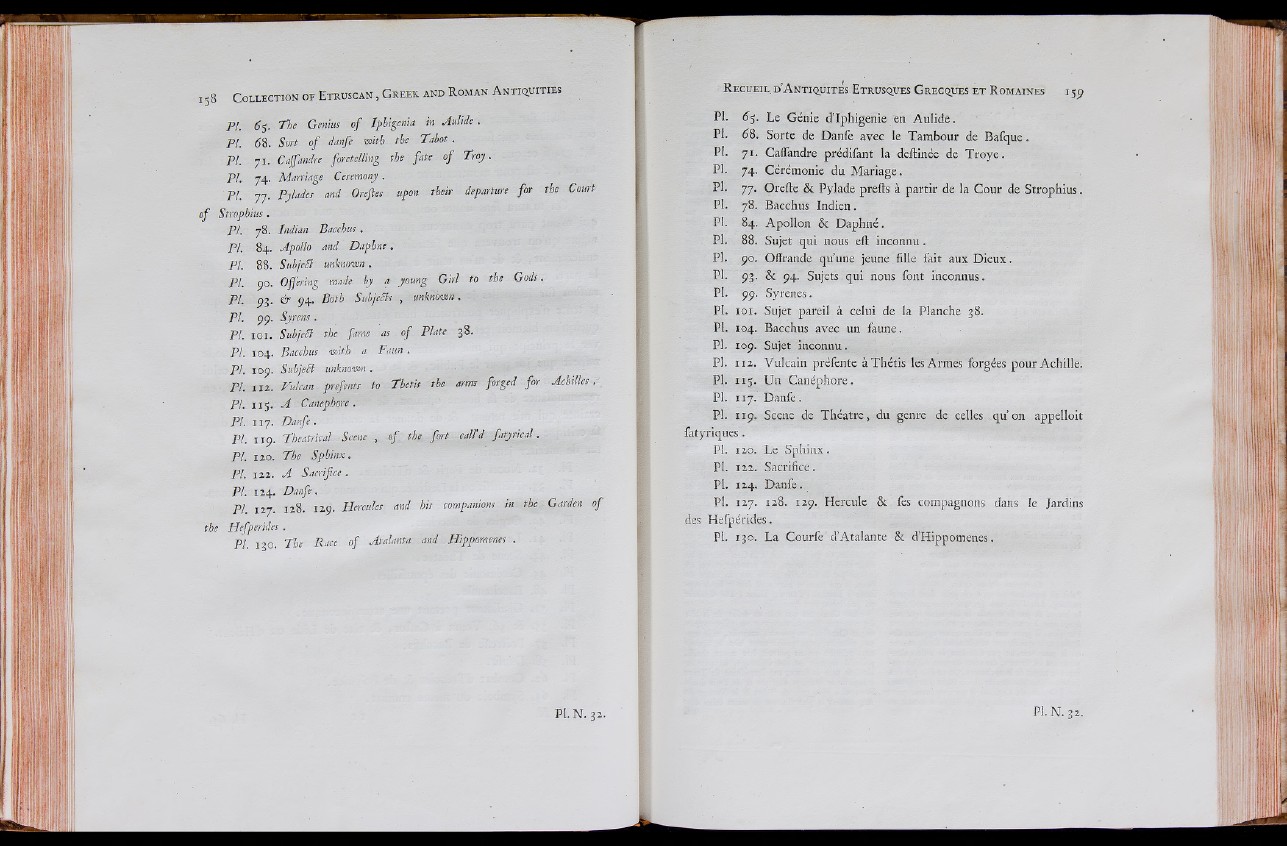 158 COLLECTION OF ETRUSCAN, GREEK AND ROMAN ANTIQUITIES
Pl. 65. The Genius of Iphigenia in Aulide.
Pl. 68. Sort of danſe with the Tabor.
Pl. 71. Caſſandre foretelling the fate of Troy.
Pl. 74. Marriage Ceremony.
Pl. 77. Pylades and Oreſtes upon their departure for the Court
of Strophius.
Pl. 78. Indian Bacchus.
Pl. 84. Apollo and Daphne.
Pl. 88. Subject unknown.
Pl. 90. Offering made by a young Girl to the Gods.
Pl. 93. & 94. Both Subjects, unknown.
Pl. 99. Syrens.
Pl. 101. Subject the ſame as of Plate 38.
Pl. 104. Bacchus with a Faun.
Pl. 109. Subject unknown.
Pl. 112. Vulcan preſents to Thetis the arms forged for Achilles.
Pl. 115. A Canephore.
Pl. 117. Danſe.
Pl. 119. Theatrical Scene, of the ſort call'd ſatyrical.
Pl. 120. The Sphinx.
Pl. 122. A Sacrifice.
Pl. 124. Danſe.
Pl. 127. 128. 129. Hercules and his companions in the Garden of
the Heſperides.
Pl. 130. The Race of Atalanta and Hippomenes.
Pl. N. 32.
RECUEIL D'ANTIQUITÉS ETRUSQUES GRECQUES ET ROMAINES 159
Pl. 65. Le Génie d'Iphigenie en Aulide.
Pl. 68. Sorte de Danſe avec le Tambour de Baſque.
Pl. 71. Caſſandre prédiſant la deſtinée de Troye.
Pl. 74. Cérémonie du Mariage.
Pl. 77. Oreſte & Pylade preſts à partir de la Cour de Strophius.
Pl. 78. Bacchus Indien.
Pl. 84. Apollon & Daphné.
Pl. 88. Sujet qui nous eſt inconnu.
Pl. 90. Offrande qu'une jeune fille fait aux Dieux.
Pl. 93. & 94. Sujets qui nous ſont inconnus.
Pl. 99. Syrenes.
Pl. 101. Sujet pareil à celui de la Planche 38.
Pl. 104. Bacchus avec un faune.
Pl. 109. Sujet inconnu.
Pl. 112. Vulcain préſente à Thétis les Armes forgées pour Achille.
Pl. 115. Un Canéphore.
Pl. 117. Danſe.
Pl. 119. Scene de Théatre, du genre de celles qu'on appelloit
ſatyriques.
Pl. 120. Le Sphinx.
Pl. 122. Sacrifice.
Pl. 124. Danſe.
Pl. 127. 128. 129. Hercule & ſes compagnons dans le Jardins
des Heſpérides.
Pl. 130. La Courſe d'Atalante & d'Hippomenes.
Pl. N. 32.